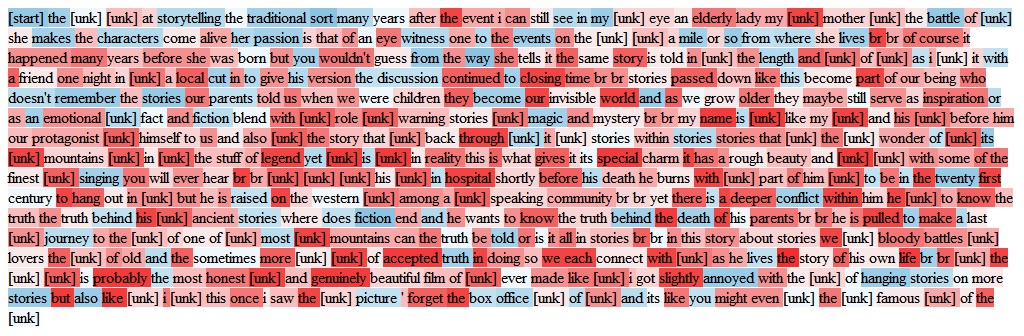 [start] the [unk] [unk] at storytelling the traditional sort many years after the event i can still see in my [unk] eye an elderly lady my [unk] mother [unk] the battle of [unk]
she makes the characters come alive her passion is that of an eye witness one to the events on the [unk] [unk] a mile or so from where she lives br br of course it
happened many years before she was born but you wouldn't guess from the way she tells it the same story is told in [unk] the length and [unk] of [unk] as i [unk] it with
a friend one night in [unk] a local cut in to give his version the discussion continued to closing time br br stories passed down like this become part of our being who
doesn't remember the stories our parents told us when we were children they become our invisible world and as we grow older they maybe still serve as inspiration or
as an emotional [unk] fact and fiction blend with [unk] role [unk] warning stories [unk] magic and mystery br br my name is [unk] like my [unk] and his [unk] before him
our protagonist [unk] himself to us and also [unk] the story that [unk] back through [unk] it [unk] stories within stories stories that [unk] the [unk] wonder of [unk] its
[unk] mountains [unk] in [unk] the stuff of legend yet [unk] is [unk] in reality this is what gives it its special charm it has a rough beauty and [unk] [unk] with some of the
finest [unk] singing you will ever hear br br [unk] [unk] [unk] his [unk] in hospital shortly before his death he burns with [unk] part of him [unk] to be in the twenty first
century to hang out in [unk] but he is raised on the western [unk] among a [unk] speaking community br br yet there is a deeper conflict within him he [unk] to know the
truth the truth behind his [unk] ancient stories where does fiction end and he wants to know the truth behind the death of his parents br br he is pulled to make a last
[unk] journey to the [unk] of one of [unk] most [unk] mountains can the truth be told or is it all in stories br br in this story about stories we [unk] bloody battles [unk]
lovers the [unk] of old and the sometimes more [unk] [unk] of accepted truth in doing so we each connect with [unk] as he lives the story of his own life br br [unk] the
[unk] [unk] is probably the most honest [unk] and genuinely beautiful film of [unk] ever made like [unk] i got slightly annoyed with the [unk] of hanging stories on more
stories but also like [unk] i [unk] this once i saw the [unk] picture ' forget the box office [unk] of [unk] and its like you might even [unk] the [unk] famous [unk] of the
[unk]